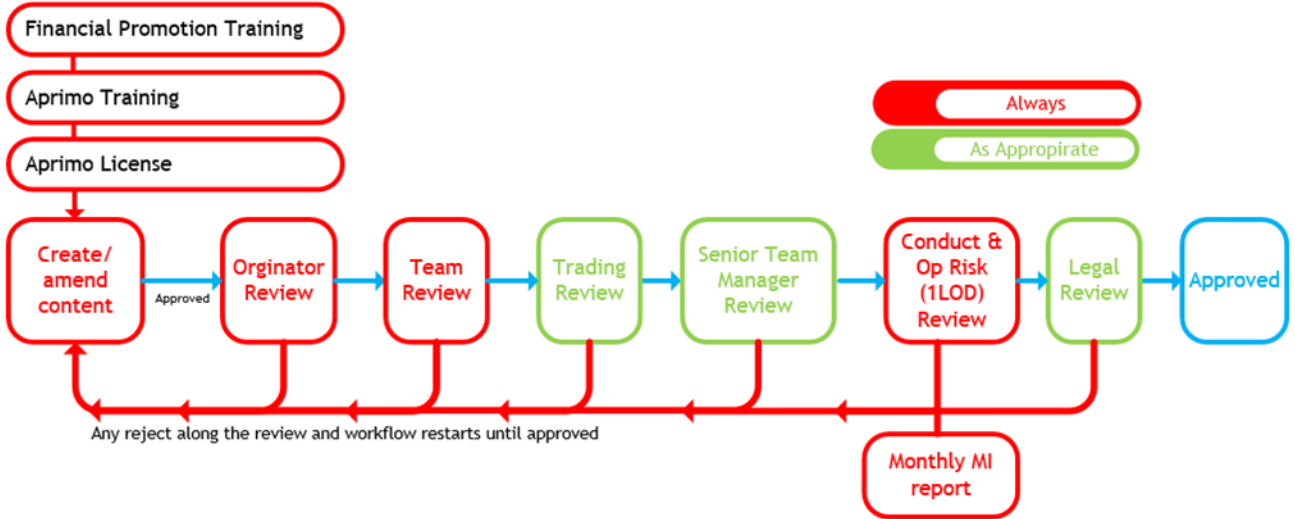 Financial Promotion Training
Aprimo Training
Aprimo License
Always
As Appropirate
Create/
amend
content
Approved
Orginator
Review
Team
Review
Trading
Review
Senior Team
Manager
Review
Conduct &
Op Risk
(1LOD)
Review
Legal
Review
Approved
Any reject along the review and workflow restarts until approved
Monthly MI
report